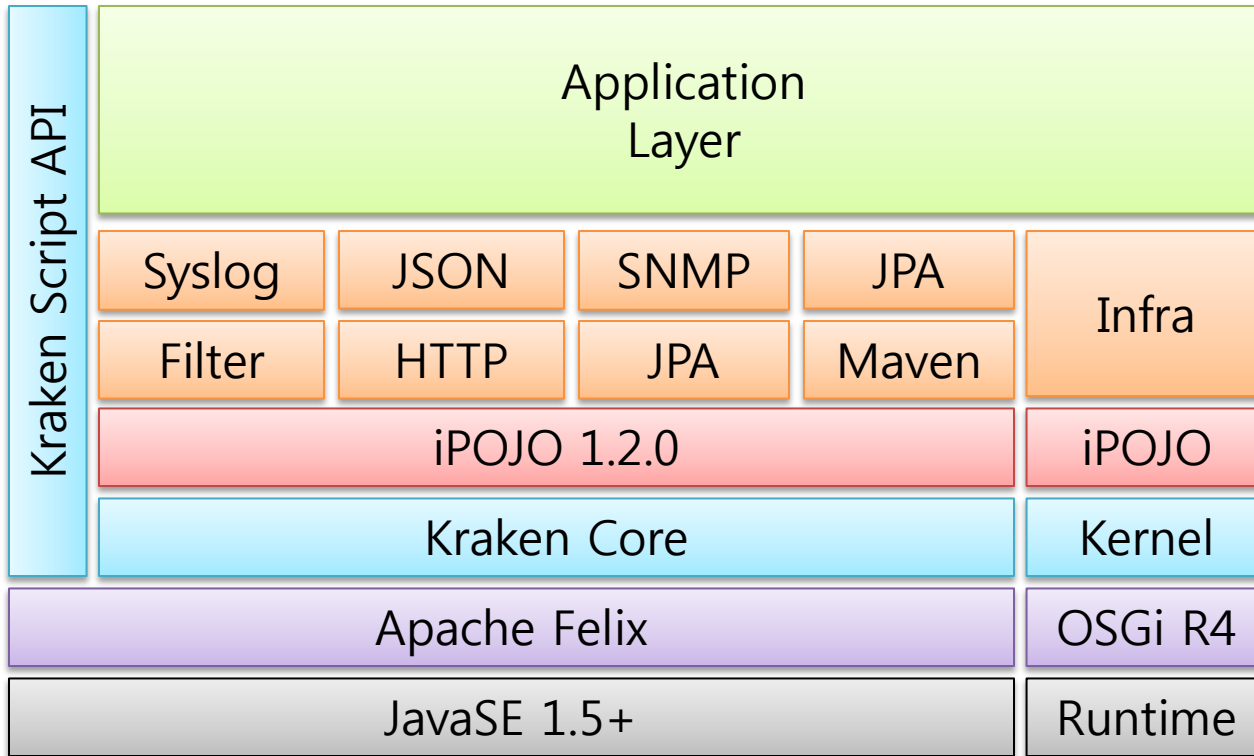 Kraken Script API
Application
Layer
Syslog
JSON
SNMP
JPA
Infra
Filter
HTTP
JPA
Maven
iPOJO 1.2.0
iPOJO
Kraken Core
Kernel
Apache Felix
OSGi R4
JavaSE 1.5+
Runtime